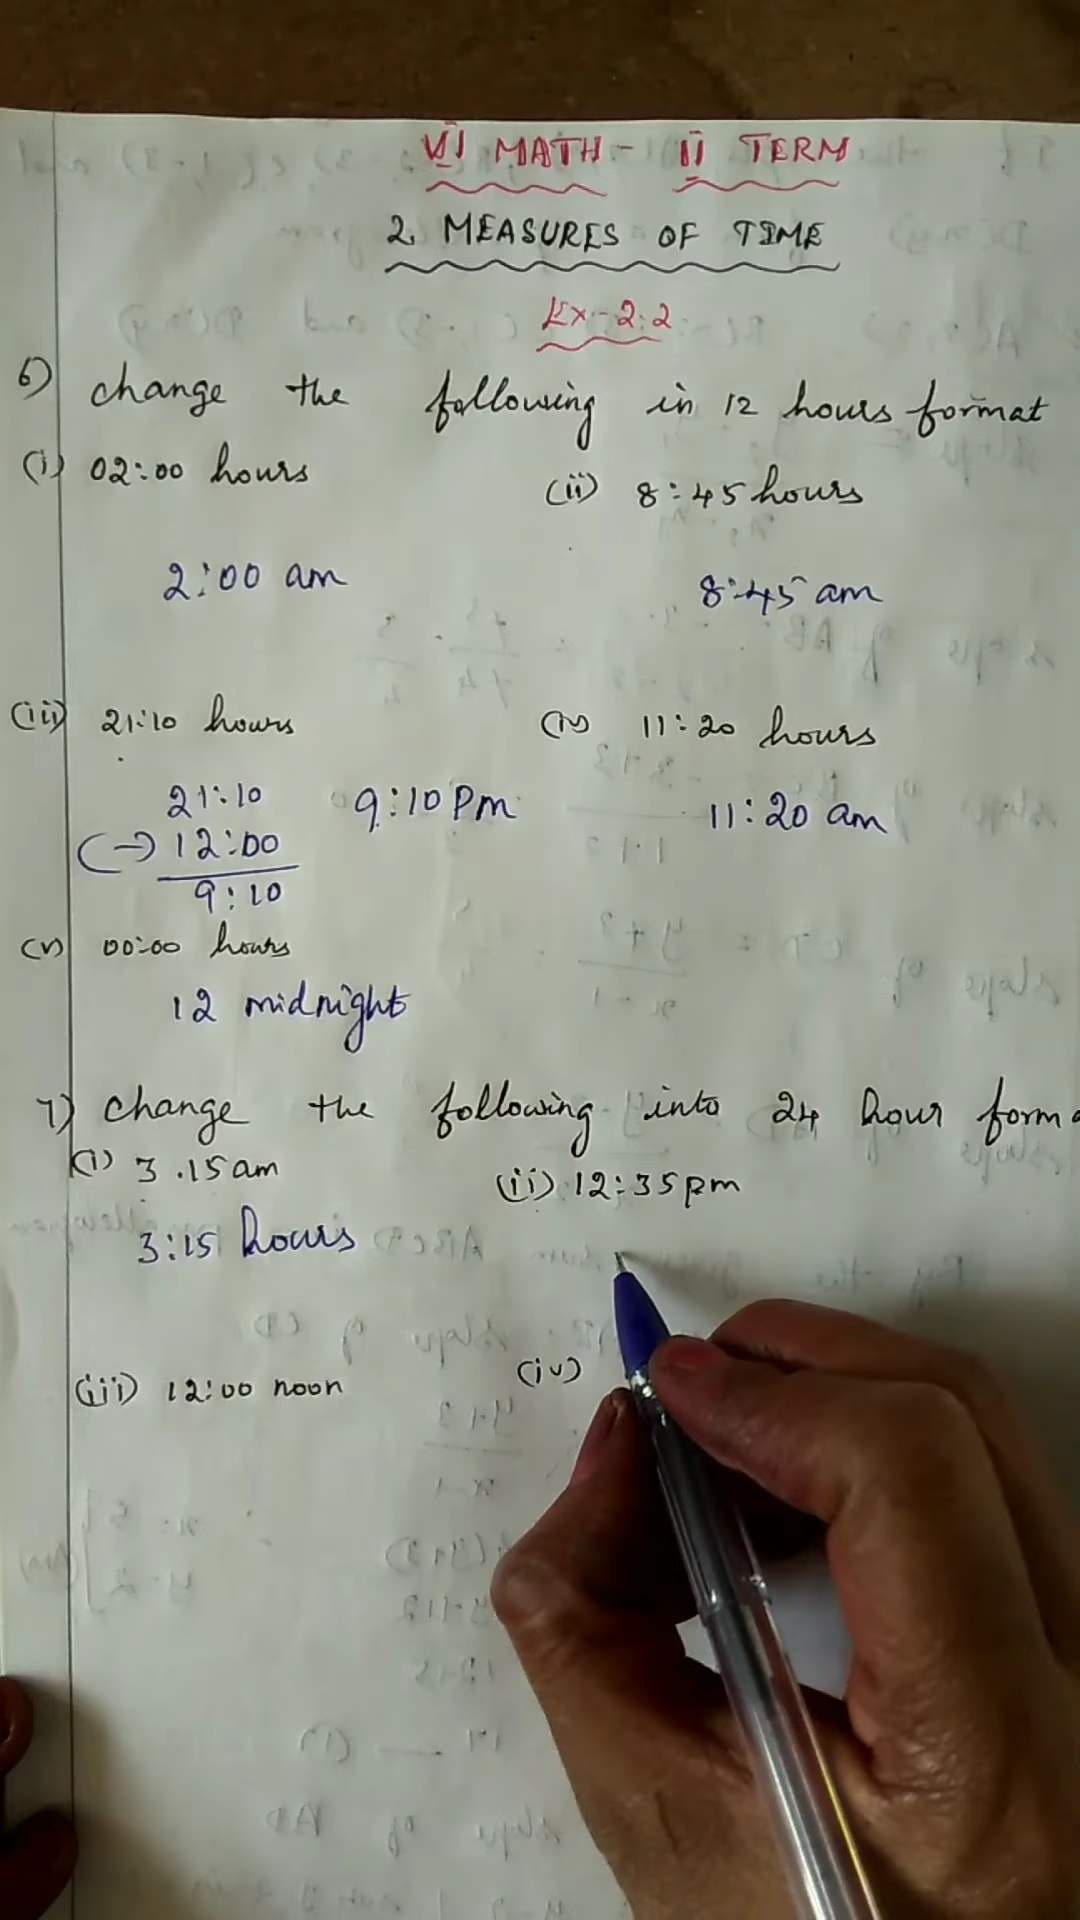 VI MATH - II TERM
2. MEASURES OF TIME
Ex-2.2
6) change the following in 12 hours format
(i) 02:00 hours (ii) 8:45 hours
2:00 am 8:45 am
(iii) 21:10 hours (iv) 11:20 hours
21:10 9:10 Pm 11:20 am
(-) 12:00
9:10
(v) 00:00 hours
12 midnight
7) change the following into 24 hour forma
(i) 3.15 am (ii) 12:35 pm
3:15 hours
(iii) 12:00 noon (iv)